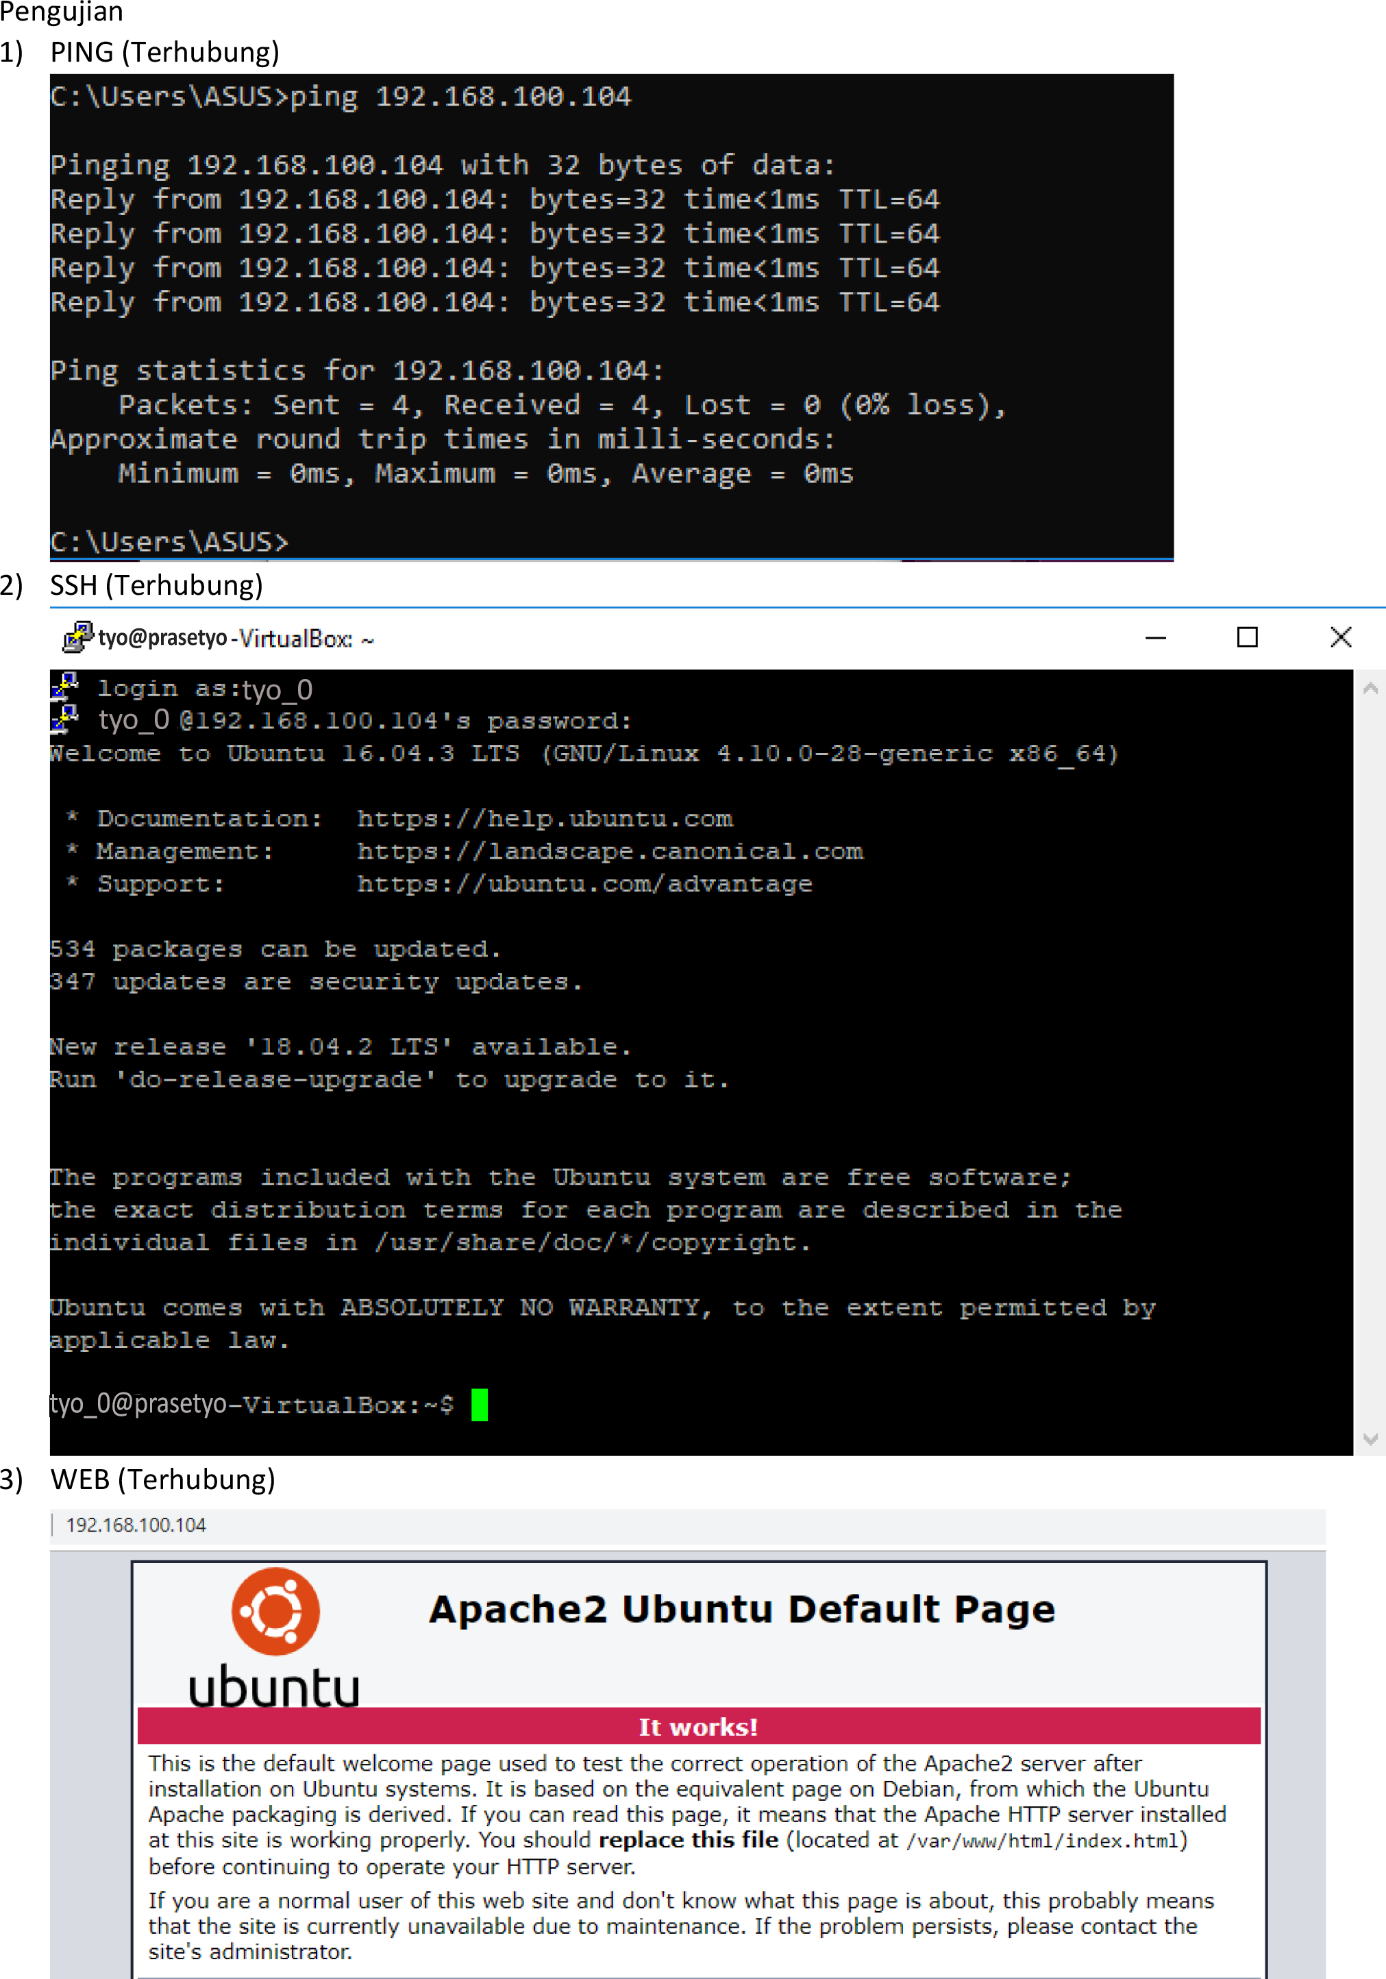 Pengujian
1) PING (Terhubung)
C:\Users\ASUS>ping 192.168.100.104
Pinging 192.168.100.104 with 32 bytes of data:
Reply from 192.168.100.104: bytes=32 time<1ms TTL=64
Reply from 192.168.100.104: bytes=32 time<1ms TTL=64
Reply from 192.168.100.104: bytes=32 time<1ms TTL=64
Reply from 192.168.100.104: bytes=32 time<1ms TTL=64
Ping statistics for 192.168.100.104:
Packets: Sent = 4, Received = 4, Lost = 0 (0% loss),
Approximate round trip times in milli-seconds:
Minimum = 0ms, Maximum = 0ms, Average = 0ms
C:\Users\ASUS>
2) SSH (Terhubung)
tyo@prasetyo-VirtualBox: ~
login as:tyo_0
tyo_0 @192.168.100.104's password:
Welcome to Ubuntu 16.04.3 LTS (GNU/Linux 4.10.0-28-generic x86_64)
* Documentation: https://help.ubuntu.com
* Management: https://landscape.canonical.com
* Support: https://ubuntu.com/advantage
534 packages can be updated.
347 updates are security updates.
New release '18.04.2 LTS' available.
Run 'do-release-upgrade' to upgrade to it.
The programs included with the Ubuntu system are free software;
the exact distribution terms for each program are described in the
individual files in /usr/share/doc/*/copyright.
Ubuntu comes with ABSOLUTELY NO WARRANTY, to the extent permitted by
applicable law.
tyo_0@prasetyo-VirtualBox:~$
3) WEB (Terhubung)
192.168.100.104
Apache2 Ubuntu Default Page
ubuntu
It works!
This is the default welcome page used to test the correct operation of the Apache2 server after
installation on Ubuntu systems. It is based on the equivalent page on Debian, from which the Ubuntu
Apache packaging is derived. If you can read this page, it means that the Apache HTTP server installed
at this site is working properly. You should replace this file (located at /var/www/html/index.html)
before continuing to operate your HTTP server.
If you are a normal user of this web site and don't know what this page is about, this probably means
that the site is currently unavailable due to maintenance. If the problem persists, please contact the
site's administrator.